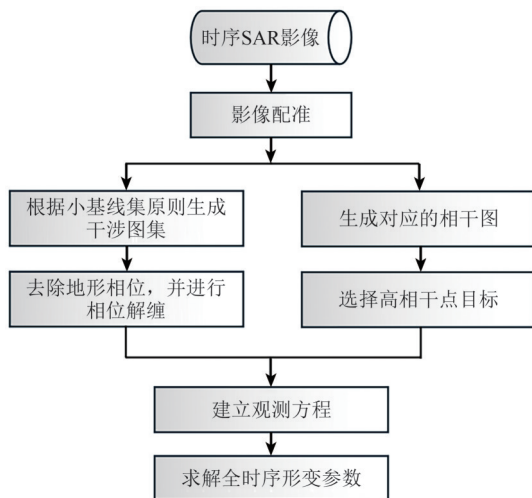 时序SAR影像
影像配准
根据小基线集原则生成
干涉图集
生成对应的相干图
去除地形相位，并进行
相位解缠
选择高相干点目标
建立观测方程
求解全时序形变参数